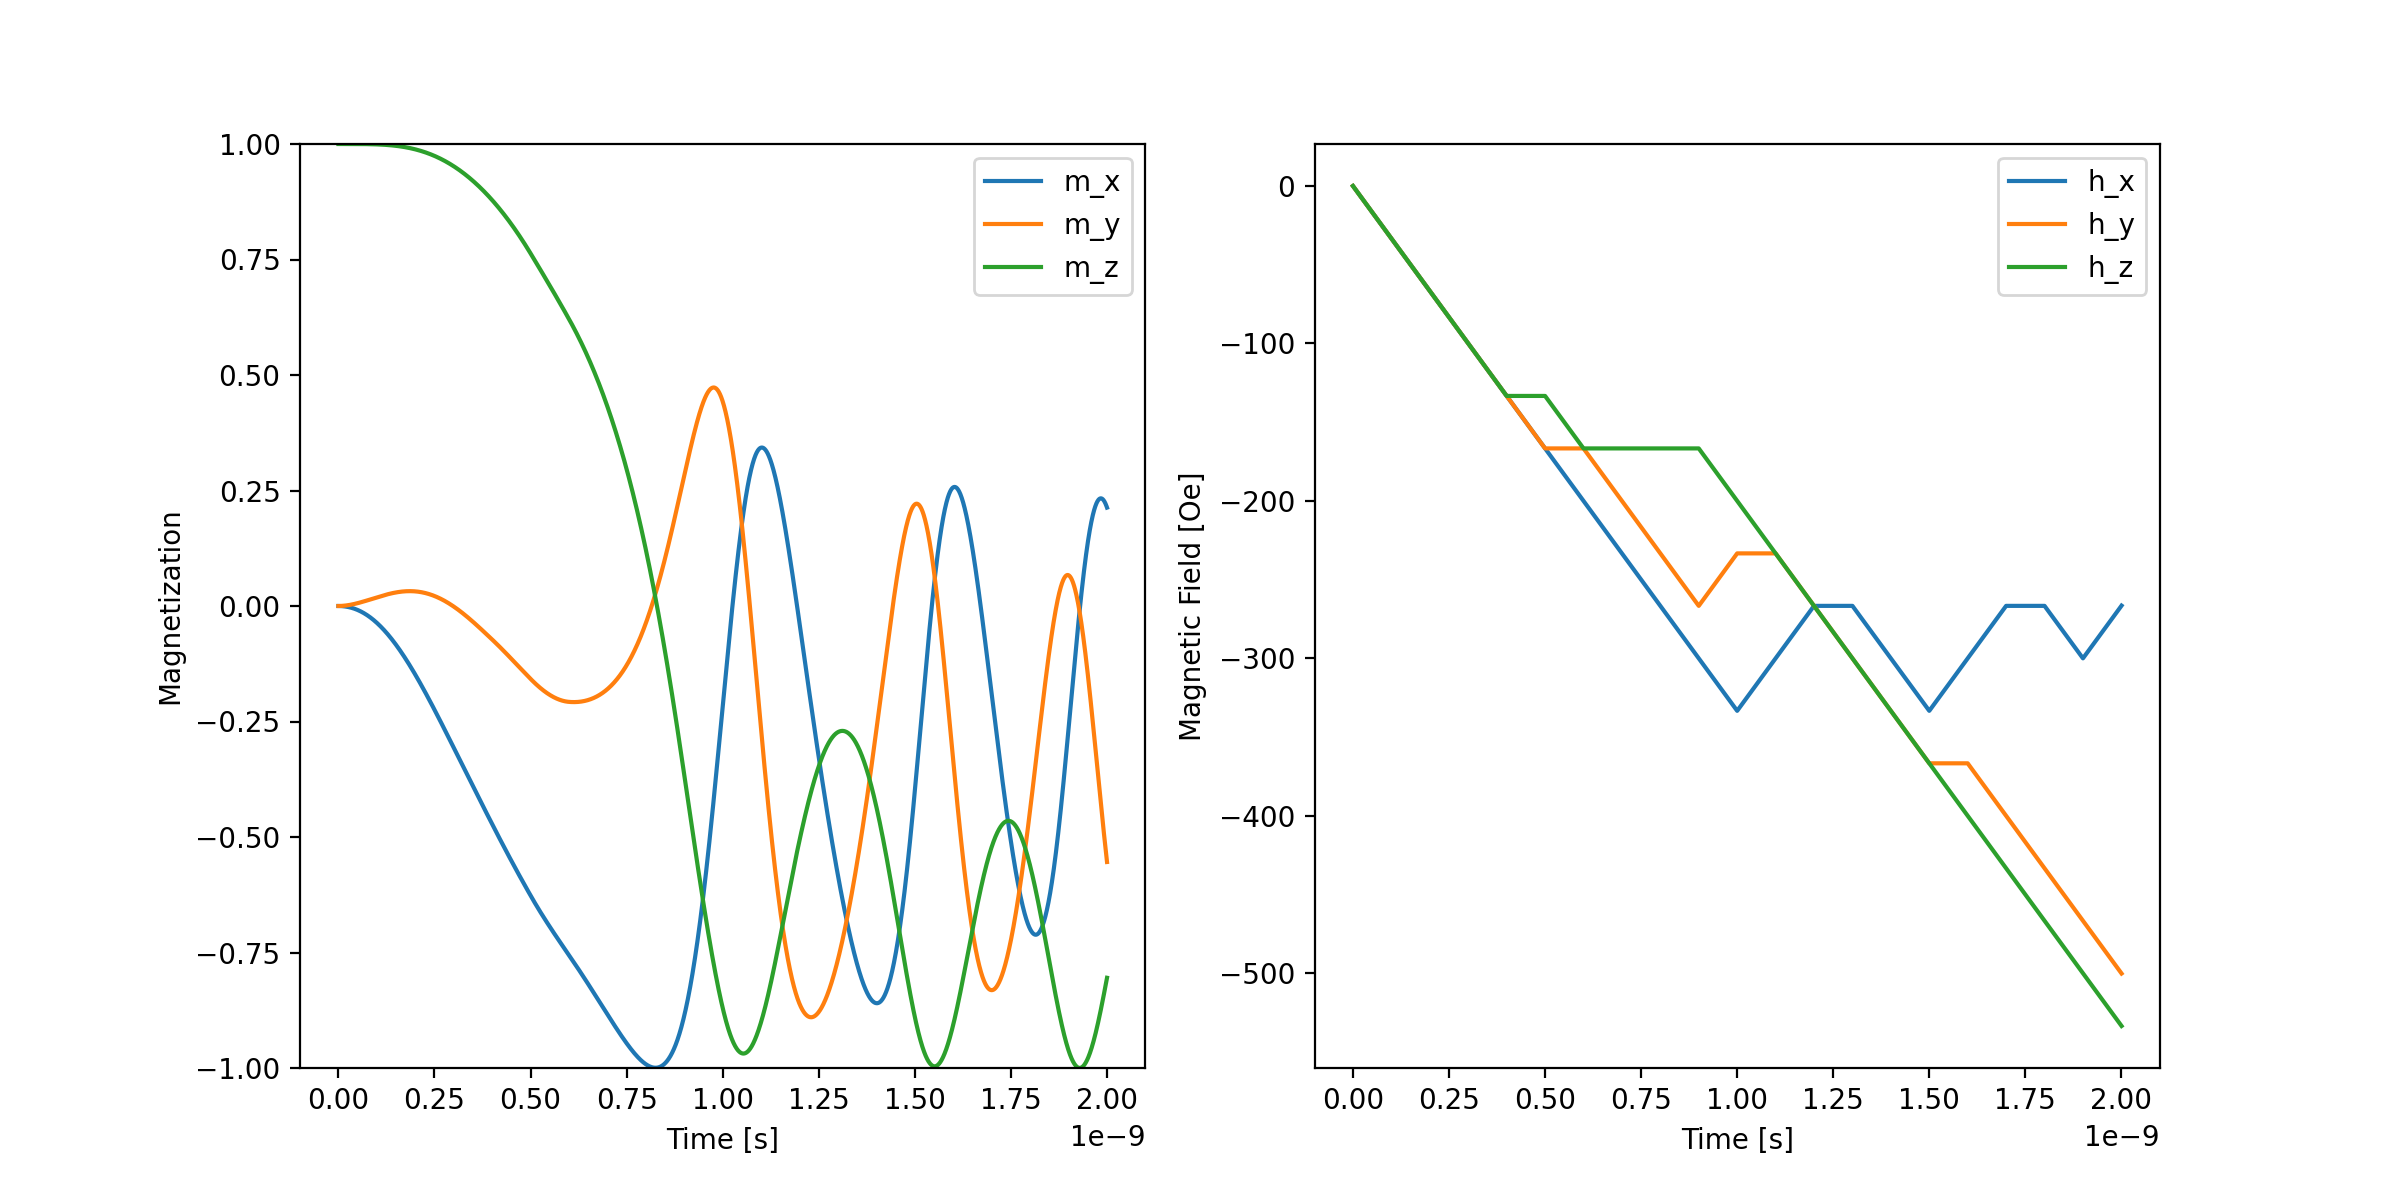 1.00
0.75
0.50
0.25
0.00
−0.25
−0.50
−0.75
−1.00
Magnetization
m_x
m_y
m_z
0.00 0.25 0.50 0.75 1.00 1.25 1.50 1.75 2.00
Time [s]
1e−9
0
−100
−200
−300
−400
−500
Magnetic Field [Oe]
h_x
h_y
h_z
0.00 0.25 0.50 0.75 1.00 1.25 1.50 1.75 2.00
Time [s]
1e−9